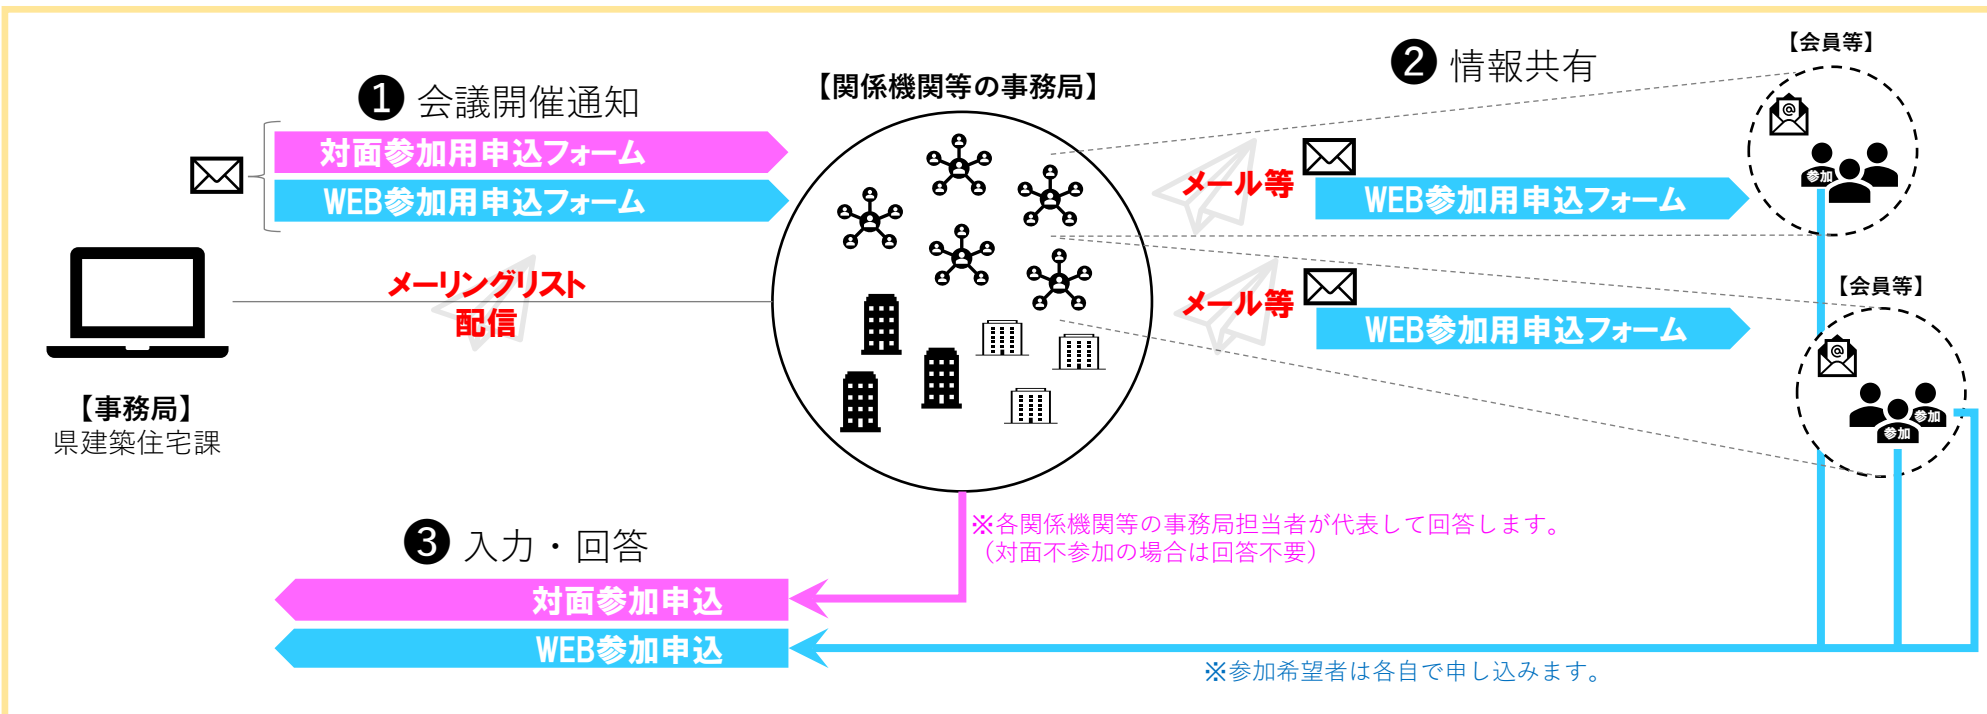 ❶ 会議開催通知
対面参加用申込フォーム
WEB参加用申込フォーム
メーリングリスト
配信
【事務局】
県建築住宅課
【関係機関等の事務局】
❷ 情報共有
メール等
WEB参加用申込フォーム
メール等
WEB参加用申込フォーム
【会員等】
@
参加
【会員等】
@
参加
参加
※各関係機関等の事務局担当者が代表して回答します。
（対面不参加の場合は回答不要）
❸ 入力・回答
対面参加申込
WEB参加申込
※参加希望者は各自で申し込みます。